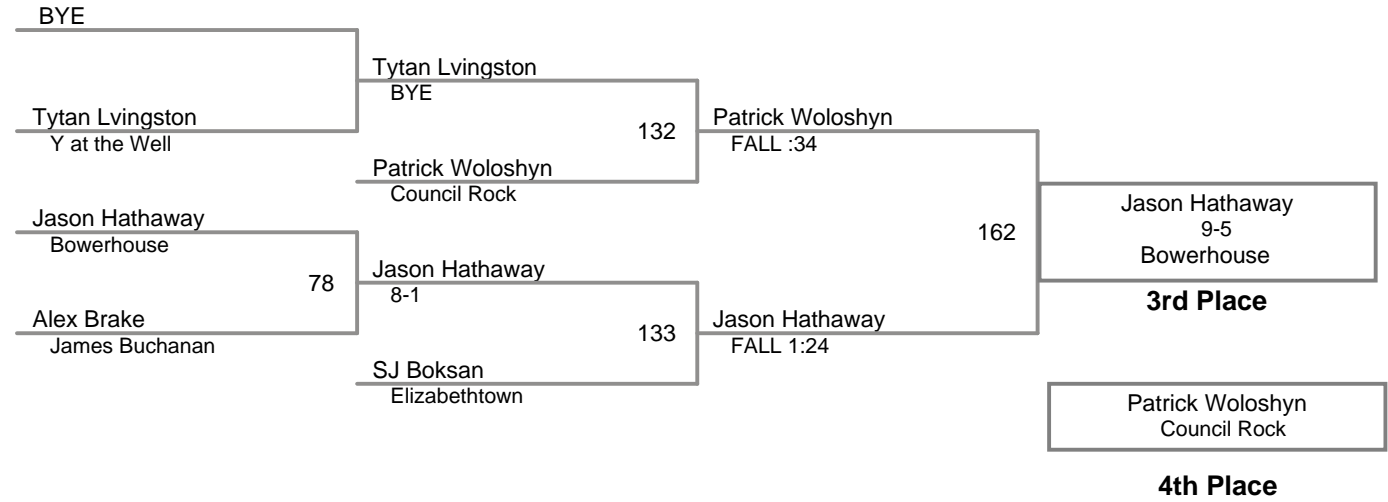 BYE
Tytan Lvingston
Y at the Well
Jason Hathaway
Bowerhouse
78
Alex Brake
James Buchanan
Tytan Lvingston
BYE
132
Patrick Woloshyn
Council Rock
Jason Hathaway
8-1
133
SJ Boksan
Elizabethtown
Patrick Woloshyn
FALL :34
162
Jason Hathaway
FALL 1:24
Jason Hathaway
9-5
Bowerhouse
3rd Place
Patrick Woloshyn
Council Rock
4th Place